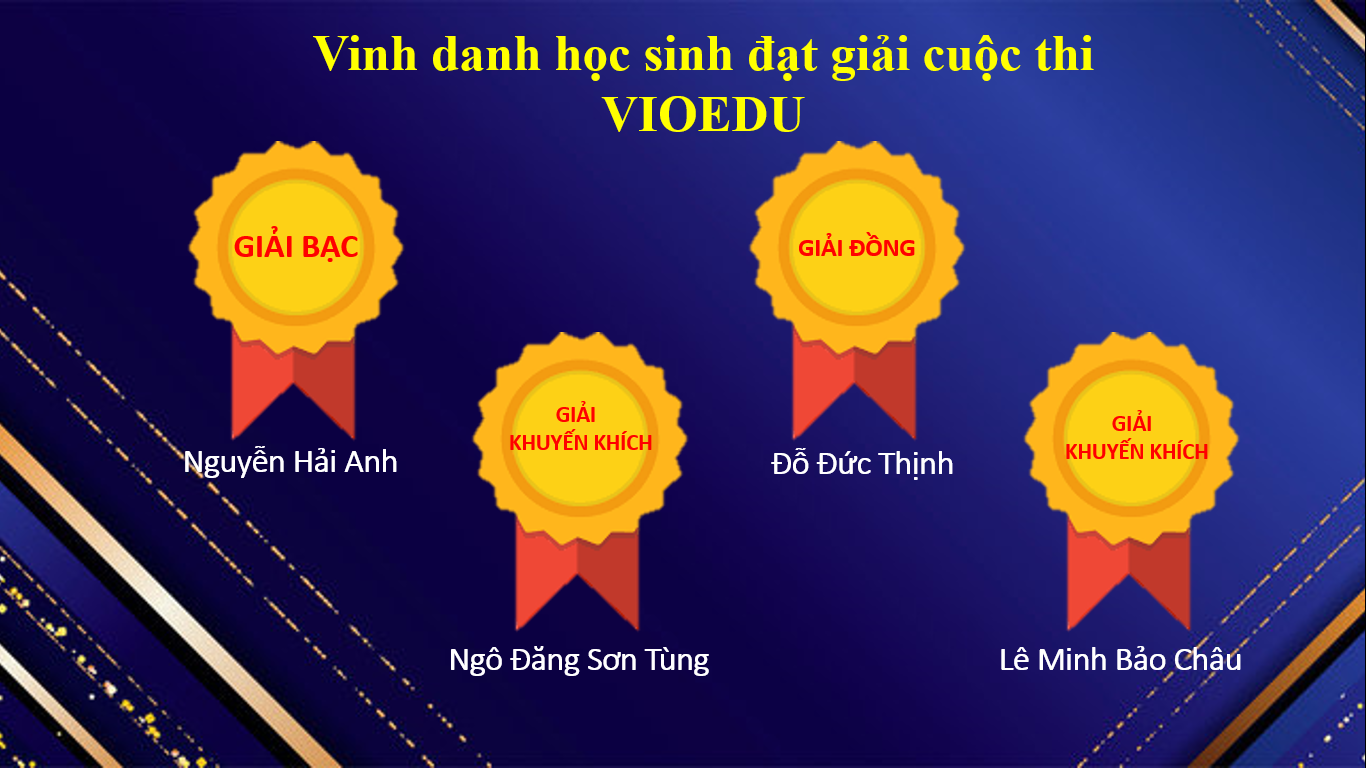 Vinh danh học sinh đạt giải cuộc thi
VIOEDU
GIẢI BẠC
Nguyễn Hải Anh
GIẢI
KHUYẾN KHÍCH
Ngô Đăng Sơn Tùng
GIẢI ĐỒNG
Đỗ Đức Thịnh
GIẢI
KHUYẾN KHÍCH
Lê Minh Bảo Châu